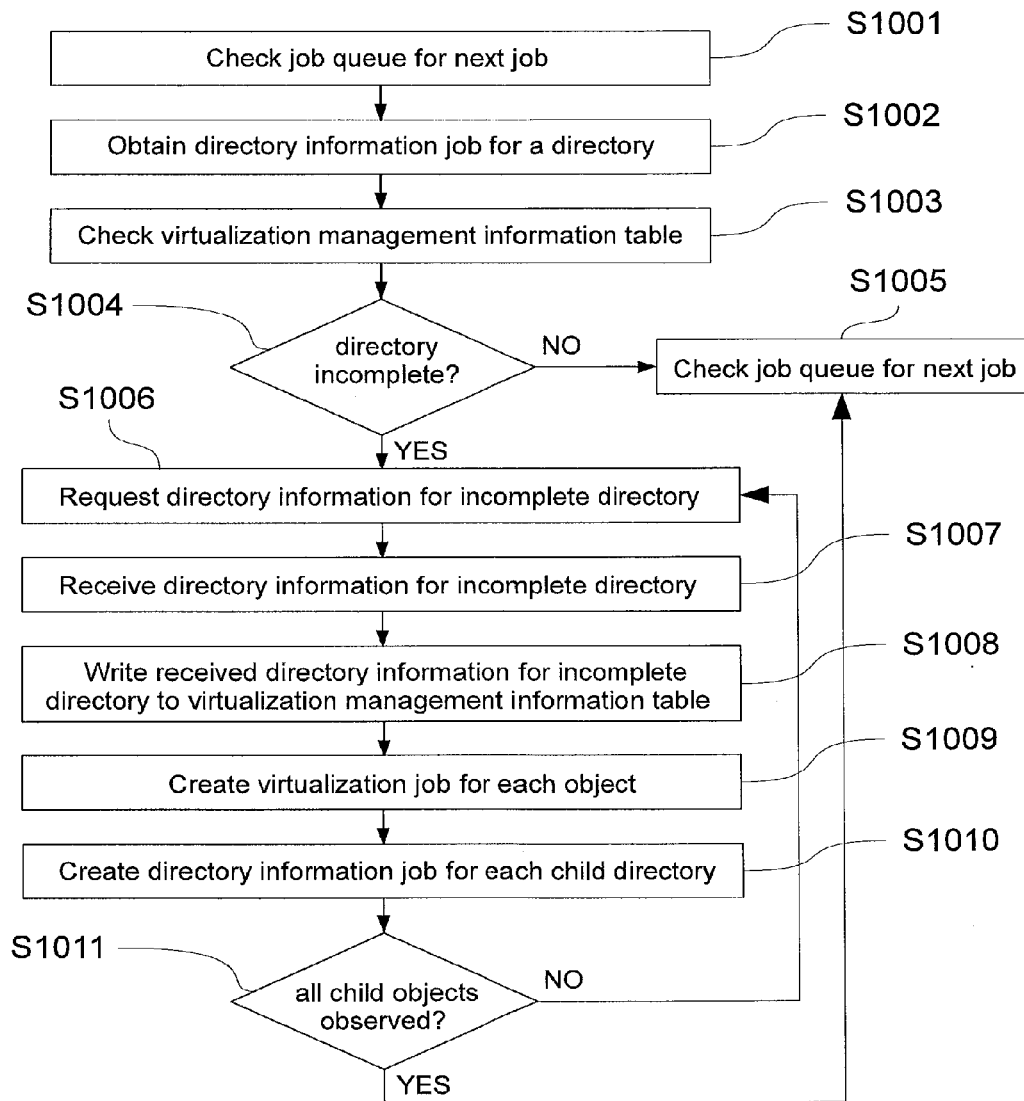 S1001
Check job queue for next job
S1002
Obtain directory information job for a directory
S1003
Check virtualization management information table
S1004
directory
incomplete?
NO
S1005
Check job queue for next job
YES
S1006
Request directory information for incomplete directory
S1007
Receive directory information for incomplete directory
S1008
Write received directory information for incomplete
directory to virtualization management information table
S1009
Create virtualization job for each object
S1010
Create directory information job for each child directory
S1011
all child objects
observed?
NO
YES